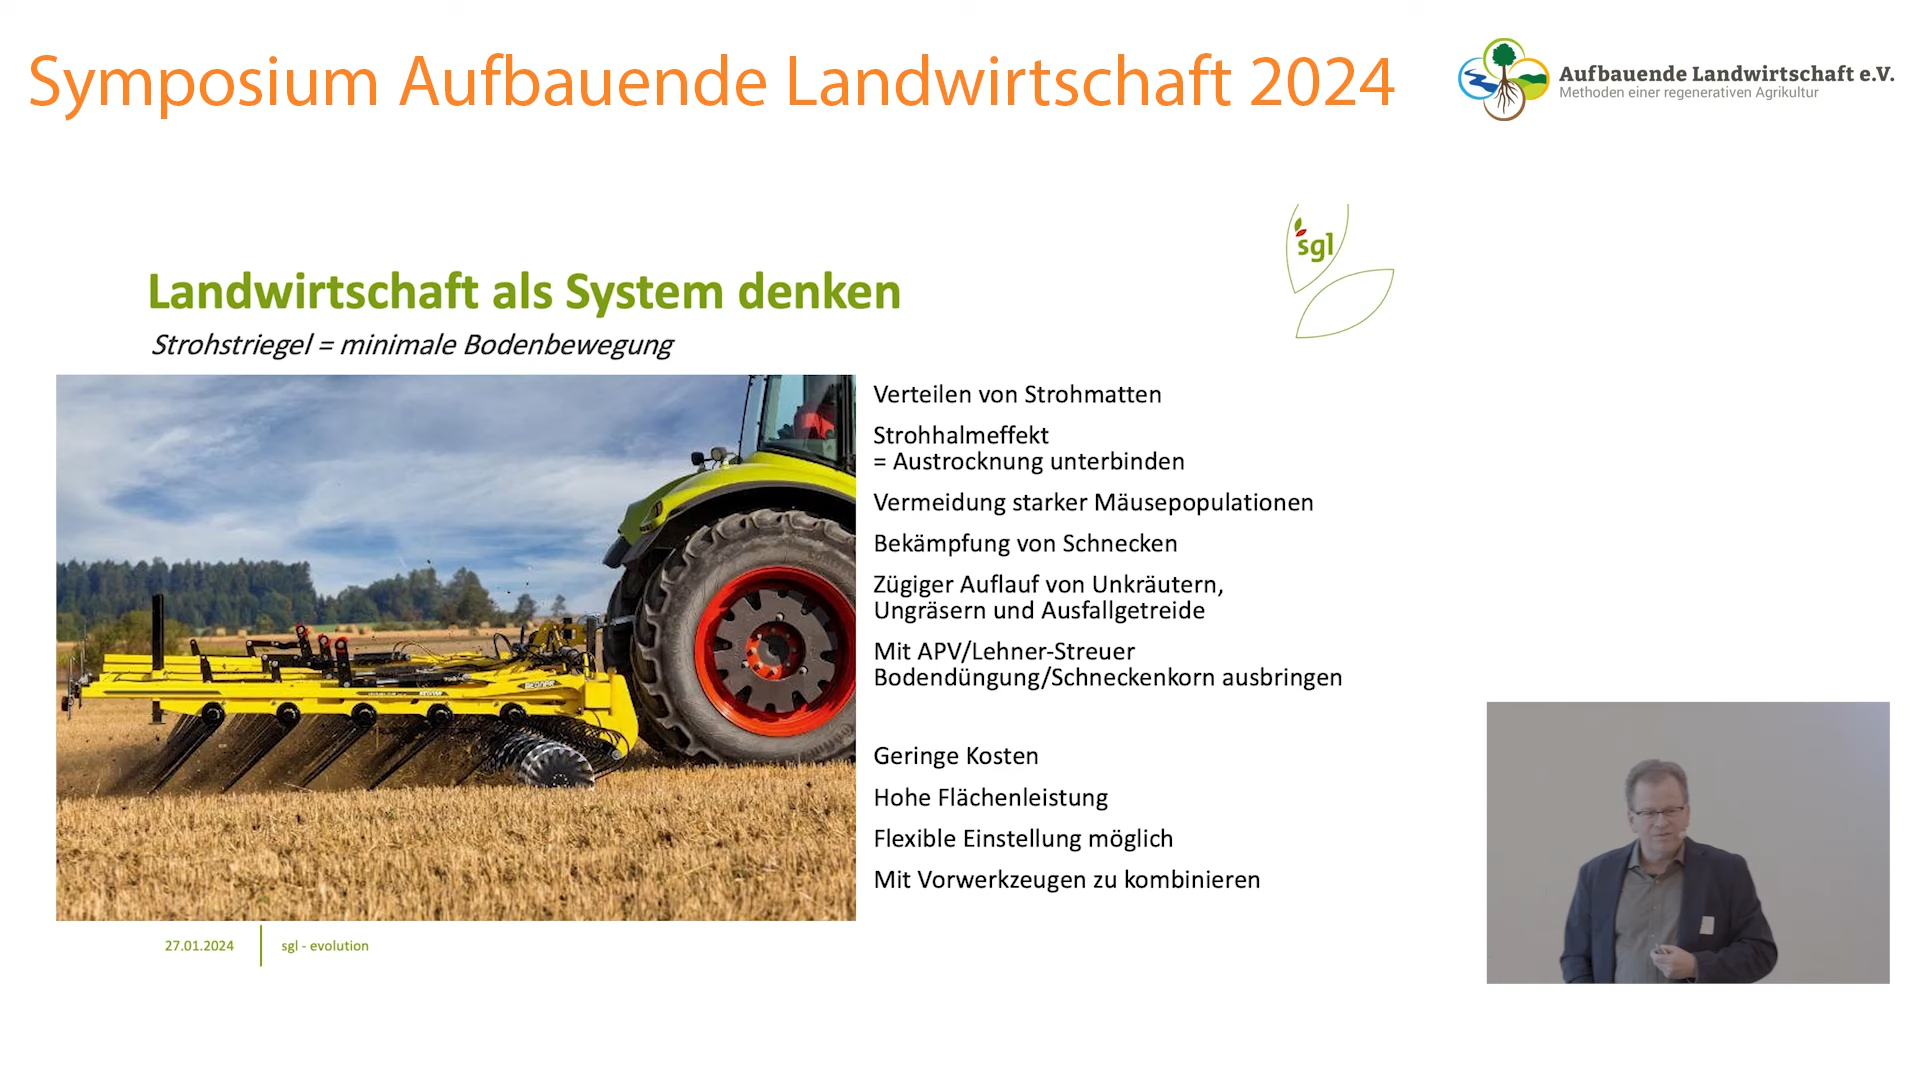 Symposium Aufbauende Landwirtschaft 2024
Aufbauende Landwirtschaft e.V.
Methoden einer regenerativen Agrikultur
sgl
Landwirtschaft als System denken
Strohstriegel = minimale Bodenbewegung
Verteilen von Strohmatten
Strohhalmeffekt
= Austrocknung unterbinden
Vermeidung starker Mäusepopulationen
Bekämpfung von Schnecken
Zügiger Auflauf von Unkräutern,
Ungräsern und Ausfallgetreide
Mit APV/Lehner-Streuer
Bodendüngung/Schneckenkorn ausbringen
Geringe Kosten
Hohe Flächenleistung
Flexible Einstellung möglich
Mit Vorwerkzeugen zu kombinieren
BEDNAR
27.01.2024
sgl - evolution